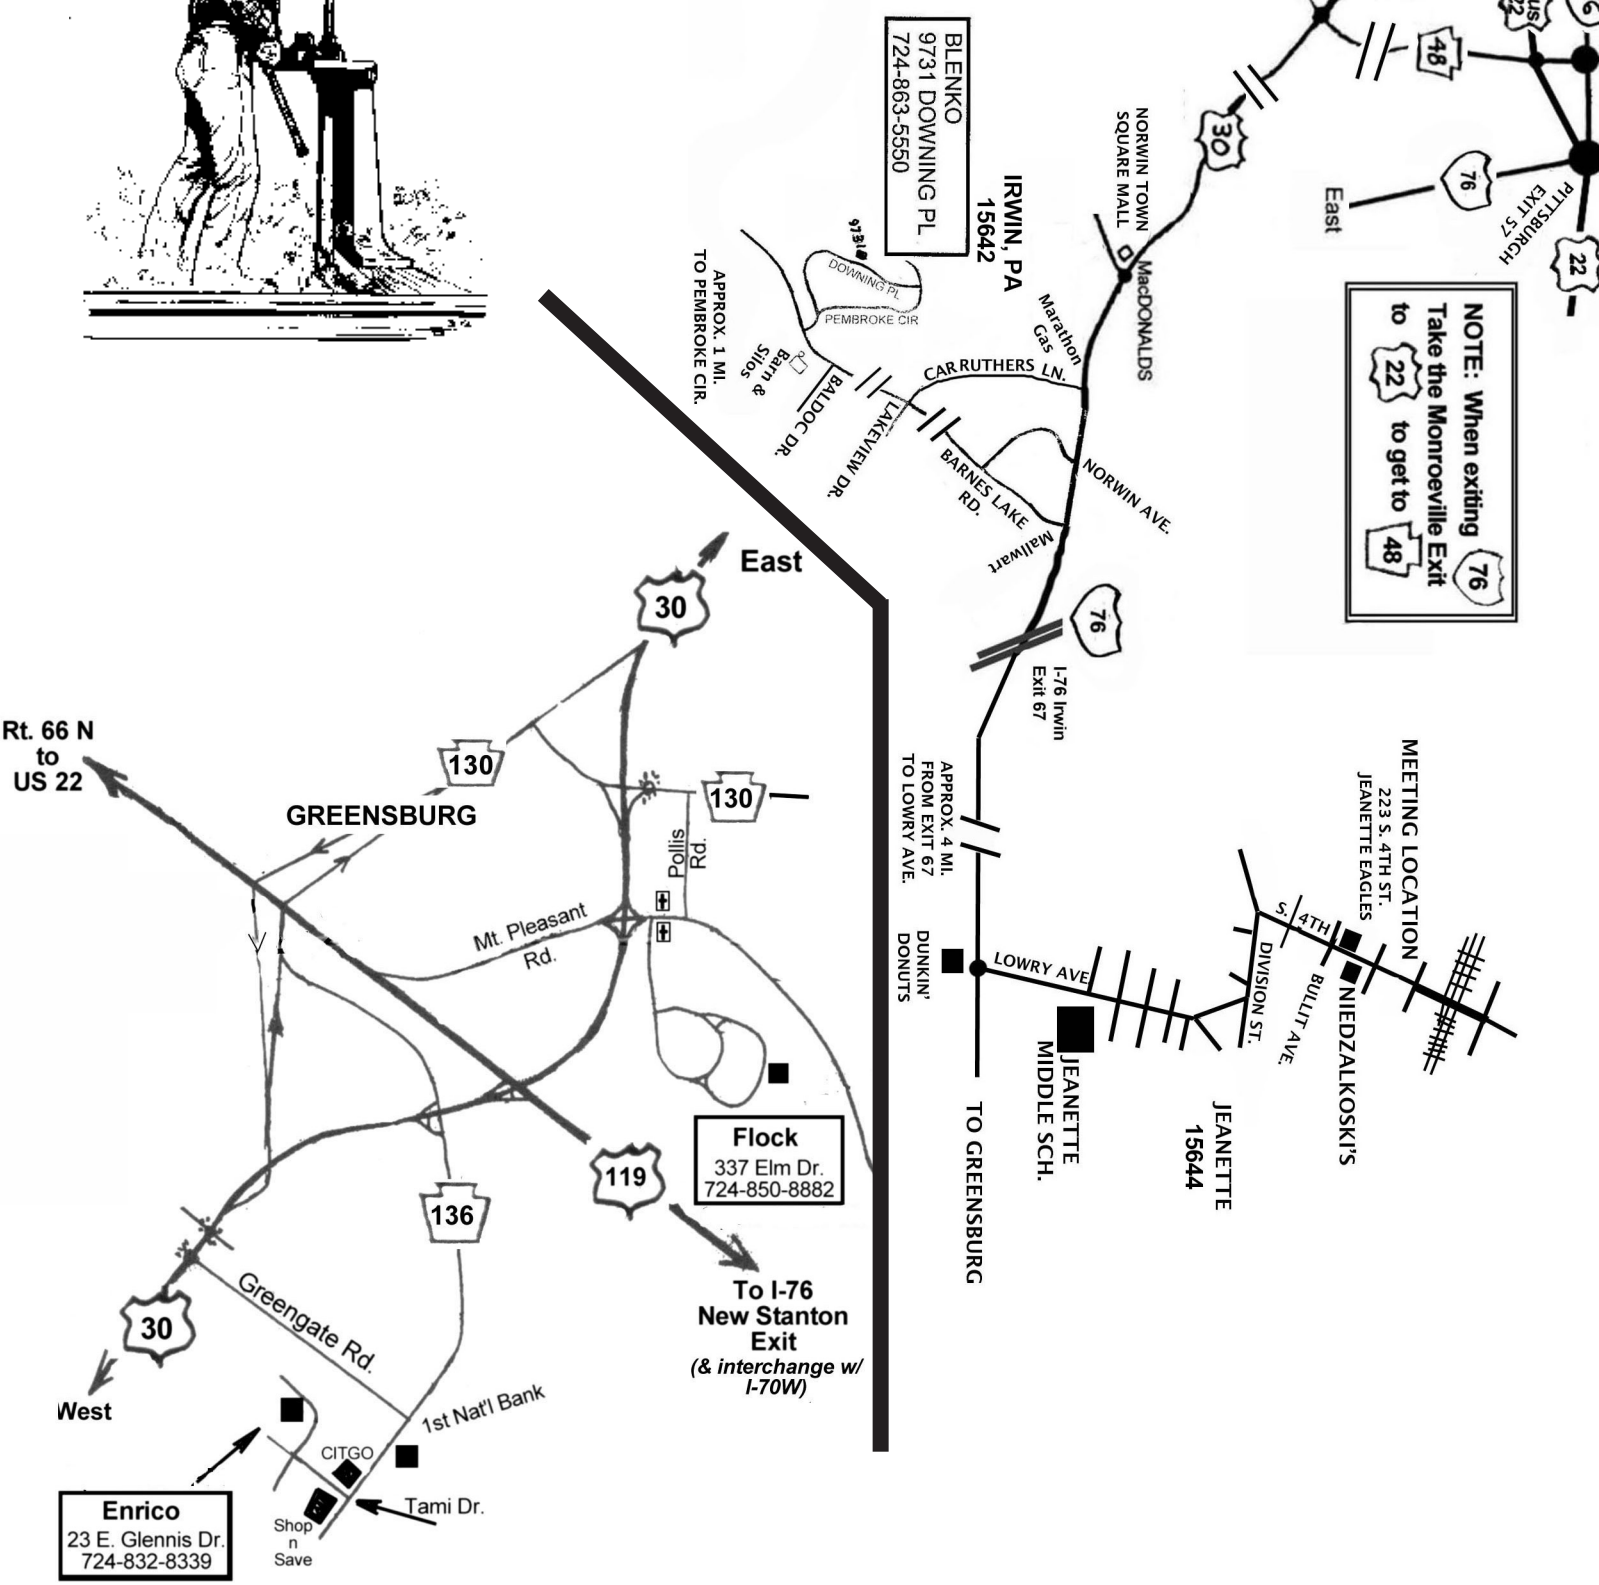 BLENKO
9731 DOWNING PL
724-863-5550
IRWIN, PA
15642
NORWIN TOWN
SQUARE MALL
MacDONALDS
30
48
22
76
East
PITTSBURGH
EXIT 57
22
NOTE: When exiting 76
Take the Monroeville Exit
to 22 to get to 48
9731
DOWNING PL
PEMBROKE CIR
APPROX. 1 MI.
TO PEMBROKE CIR.
Barn &
Silos
BALDOC DR.
LAKEVIEW DR.
CARRUTHERS LN.
Marathon
Gas
BARNES LAKE
RD.
NORWIN AVE.
Mallwart
76
I-76 Irwin
Exit 67
APPROX. 4 MI.
FROM EXIT 67
TO LOWRY AVE.
DUNKIN'
DONUTS
LOWRY AVE
JEANETTE
MIDDLE SCH.
TO GREENSBURG
MEETING LOCATION
223 S. 4TH ST.
JEANETTE EAGLES
S. 4TH
DIVISION ST.
BULLIT AVE.
NIEDZALKOSKI'S
JEANETTE
15644
East
30
Rt. 66 N
to
US 22
130
GREENSBURG
130
Pollis
Rd.
Mt. Pleasant
Rd.
Flock
337 Elm Dr.
724-850-8882
119
136
To I-76
New Stanton
Exit
(& interchange w/
I-70W)
Greengate Rd.
30
West
1st Nat'l Bank
CITGO
Tami Dr.
Shop
n
Save
Enrico
23 E. Glennis Dr.
724-832-8339